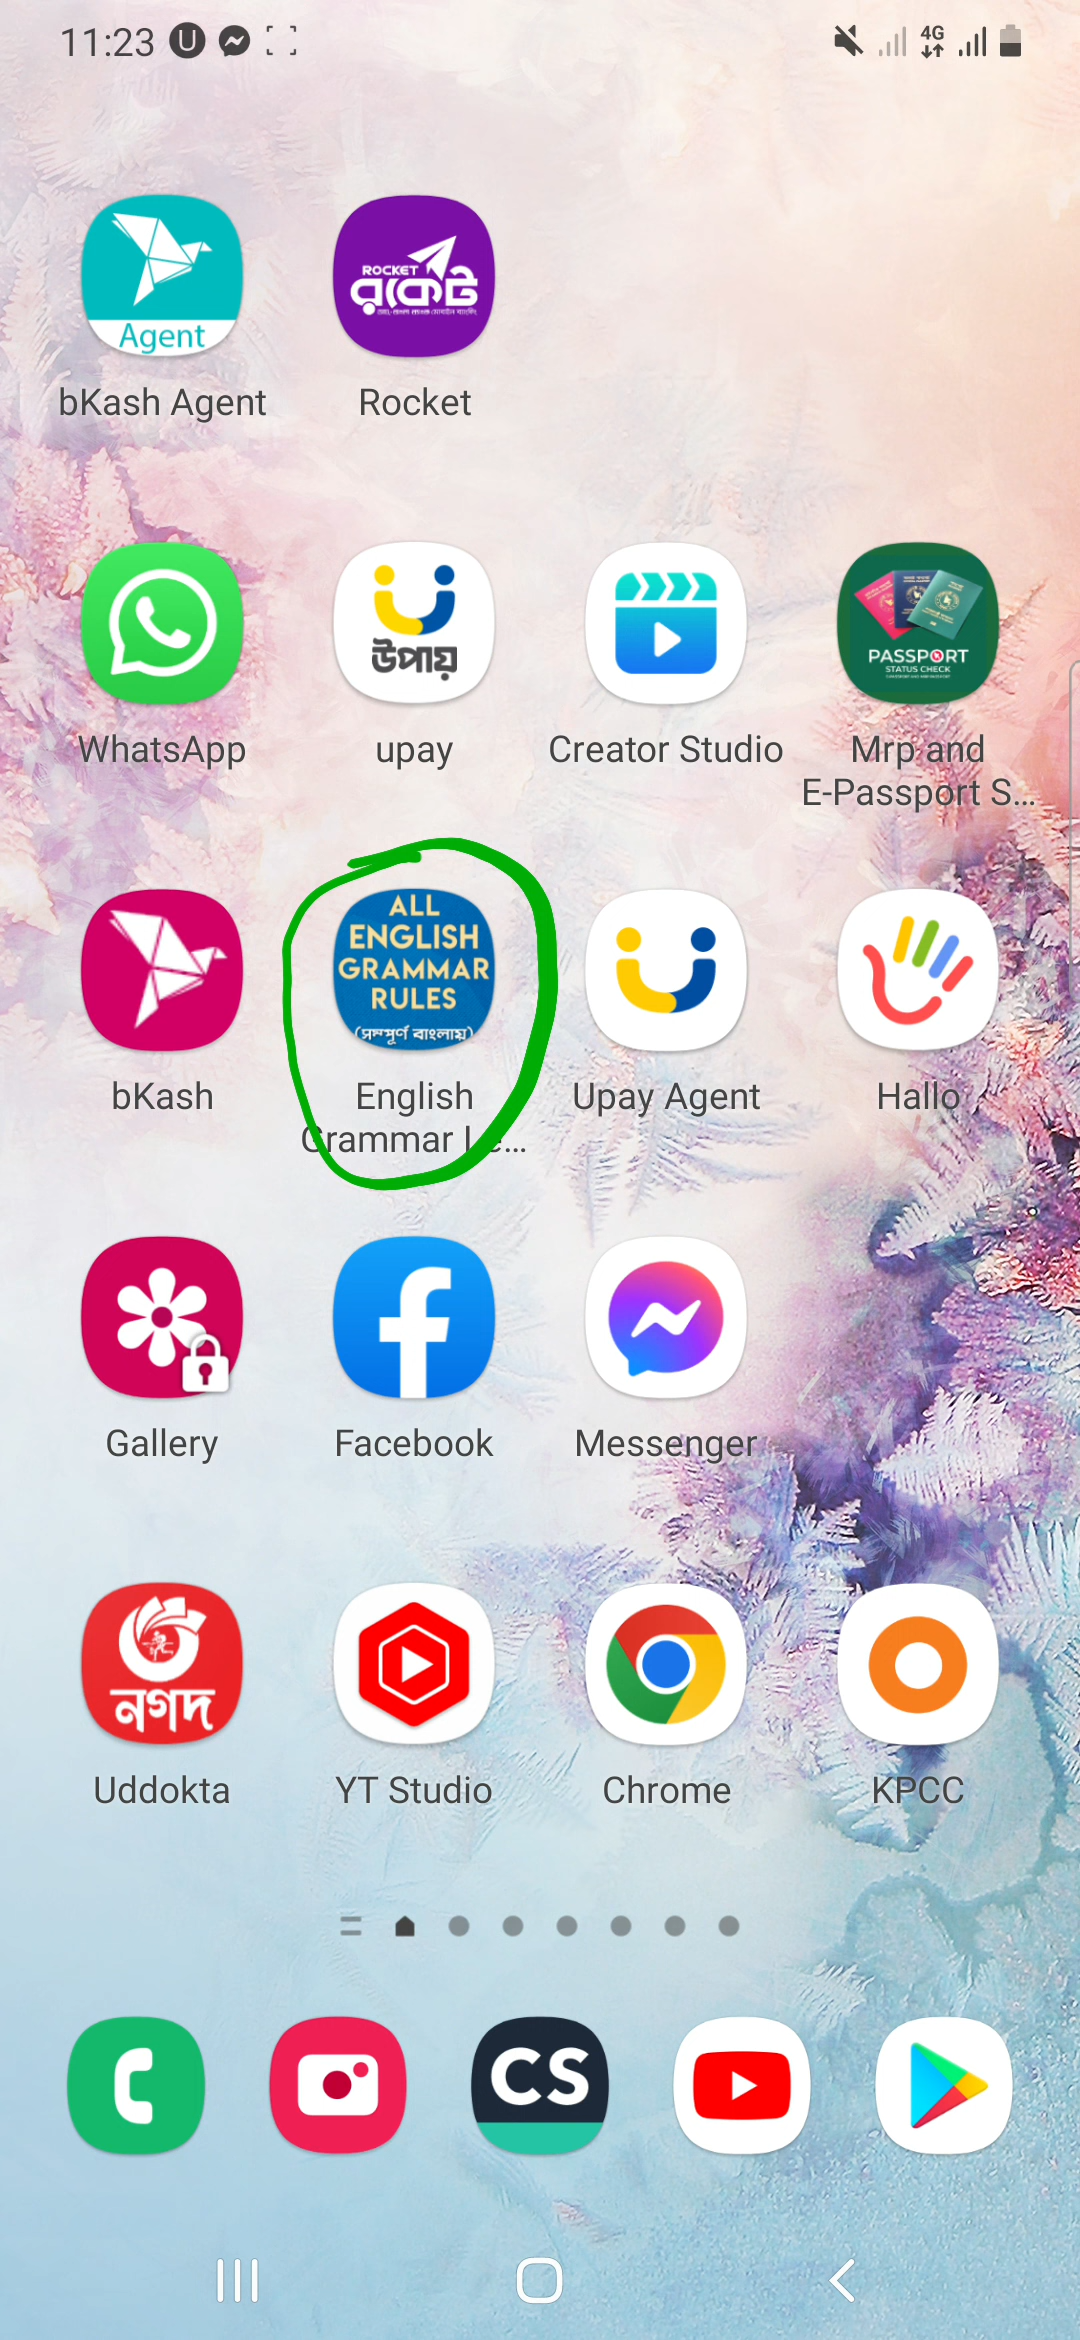 11:23
4G
Agent
bKash Agent
ROCKET
রকেট
Rocket
WhatsApp
উপায়
upay
Creator Studio
PASSPORT
STATUS CHECK
Mrp and
E-Passport S...
bKash
ALL
ENGLISH
GRAMMAR
RULES
(সম্পূর্ণ বাংলায়)
English
Grammar Le...
Upay Agent
Hallo
Gallery
Facebook
Messenger
নগদ
Uddokta
YT Studio
Chrome
KPCC
CS